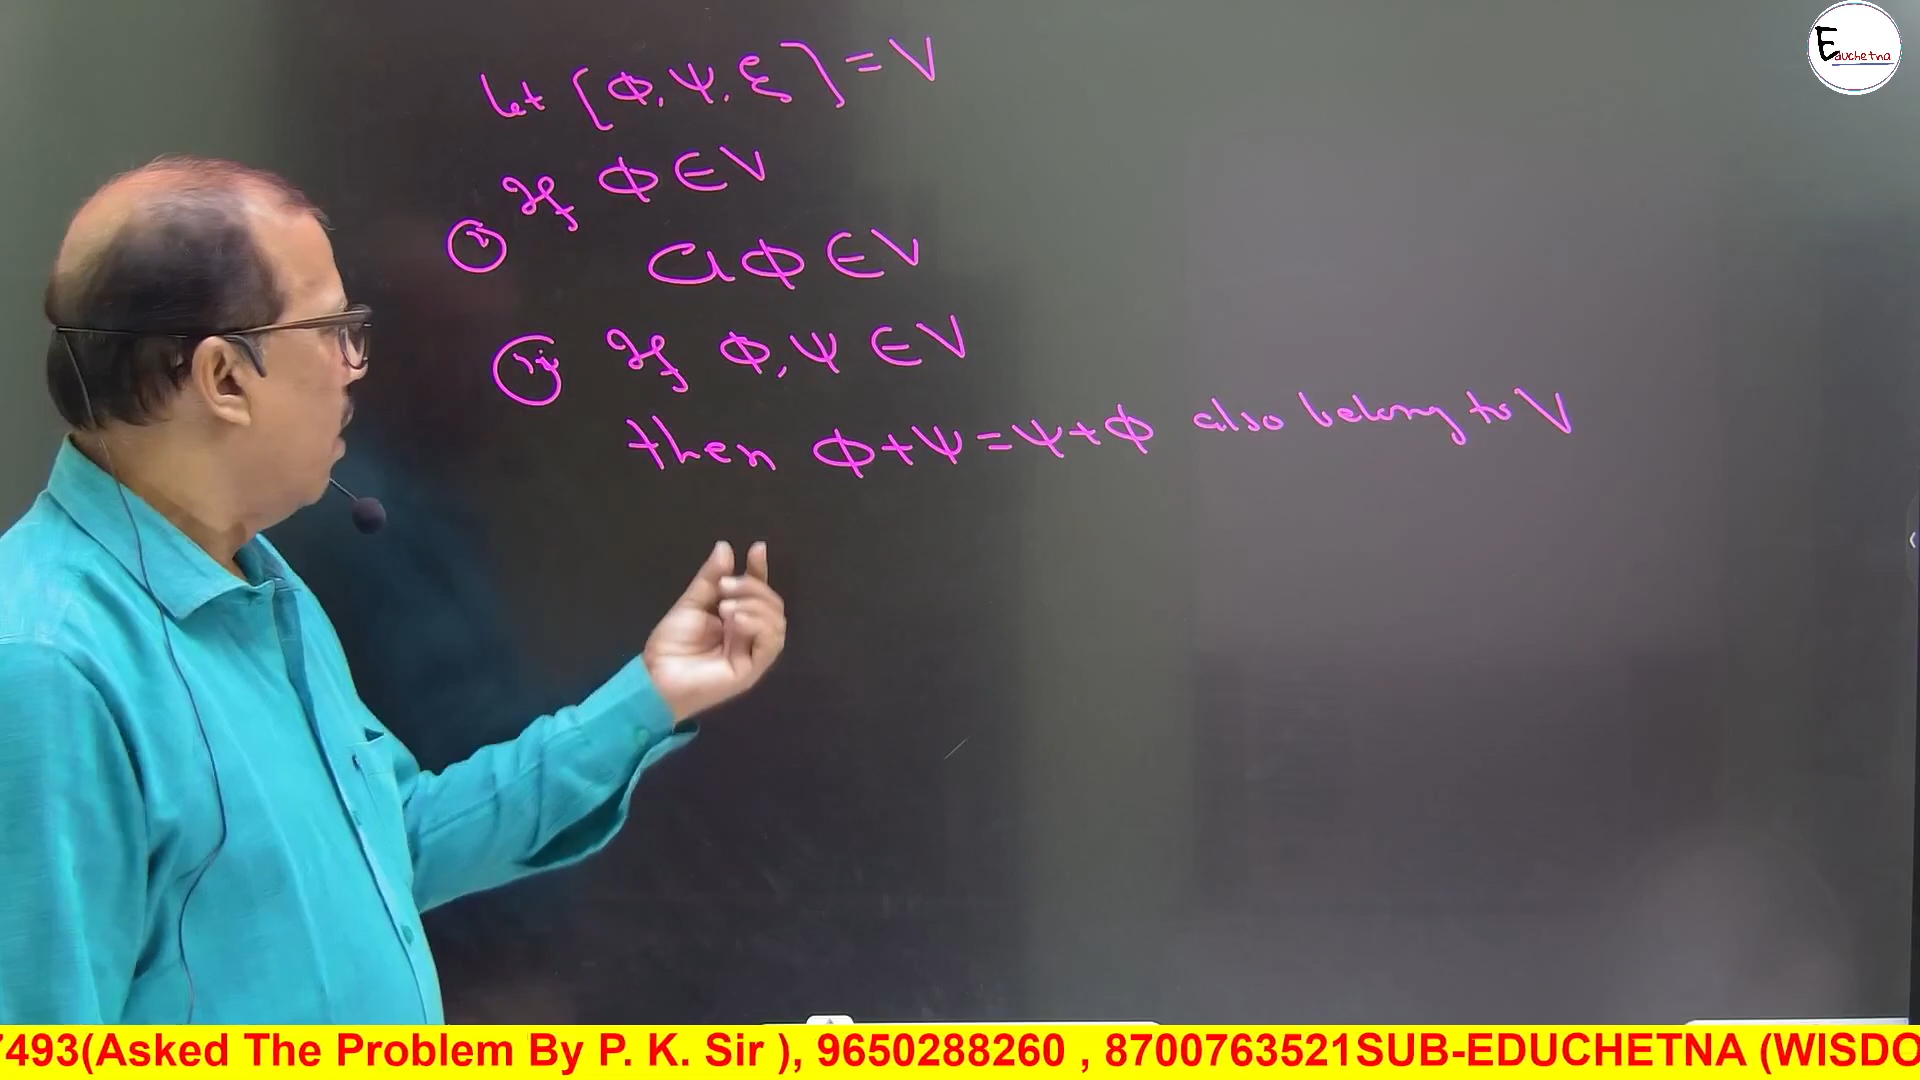 Educhetna
Let [Φ, Ψ, ξ] = V
If Φ ∈ V
(i)
aΦ ∈ V
(ii) If Φ, Ψ ∈ V
then Φ + Ψ = Ψ + Φ also belong to V
7493(Asked The Problem By P. K. Sir ), 9650288260 , 8700763521SUB-EDUCHETNA (WISDO